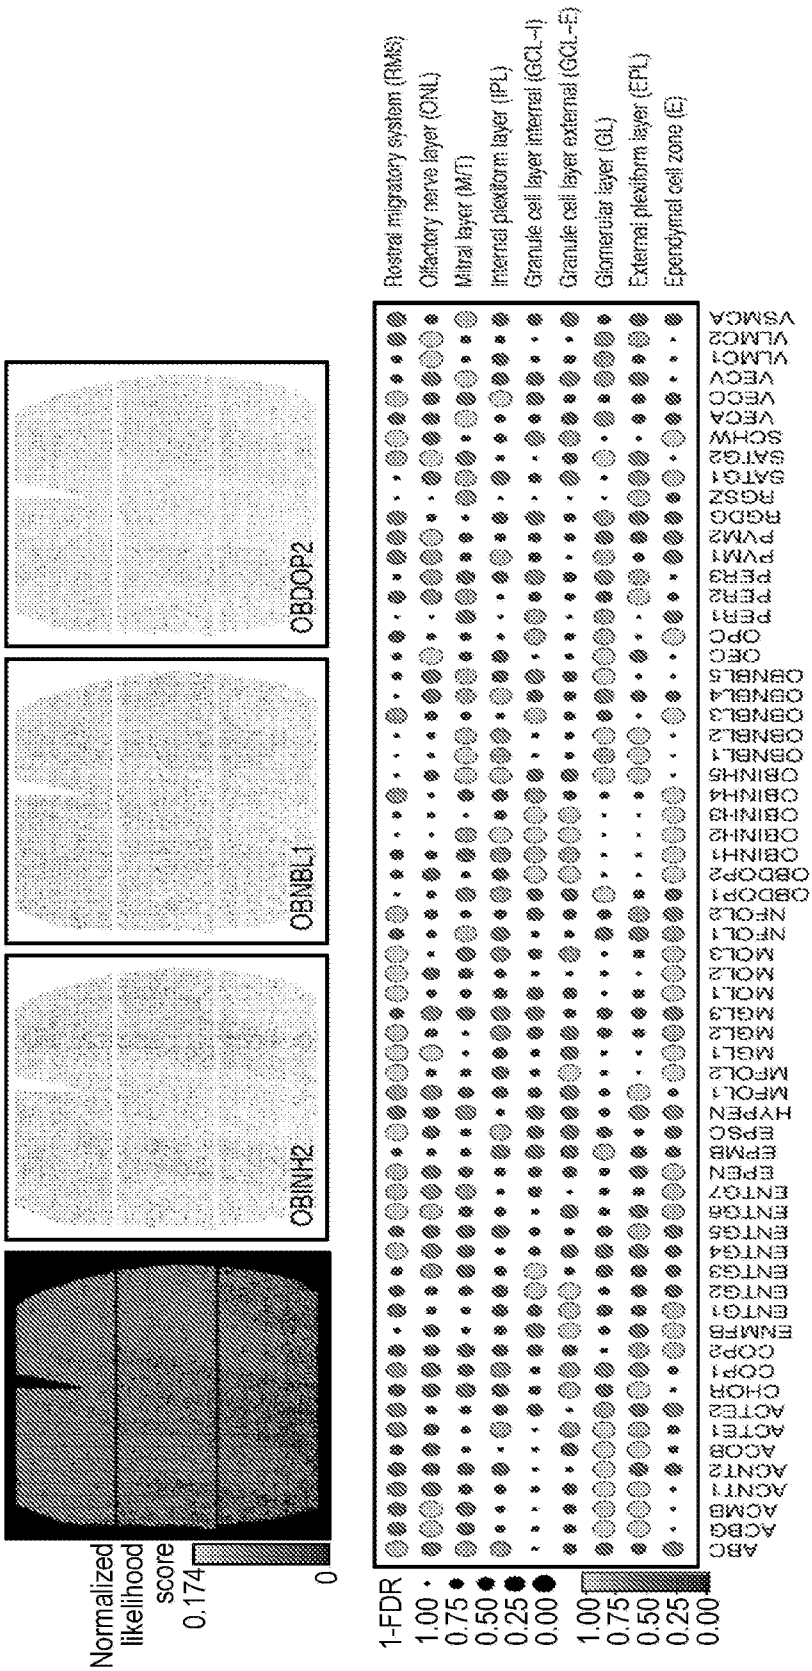 Normalized
likelihood
score
0.174
0
OBINH2
OBNBL1
OBDOP2
1-FDR
1.00
0.75
0.50
0.25
0.00
1.00
0.75
0.50
0.25
0.00
Rostral migratory system (RMS)
Olfactory nerve layer (ONL)
Mitral layer (M/T)
Internal plexiform layer (IPL)
Granule cell layer internal (GCL-I)
Granule cell layer external (GCL-E)
Glomerular layer (GL)
External plexiform layer (EPL)
Ependymal cell zone (E)
ABC
ACBG
ACMB
ACNT1
ACNT2
ACOB
ACTE1
ACTE2
CHOR
COP1
COP2
ENMFB
ENTG1
ENTG2
ENTG3
ENTG4
ENTG5
ENTG6
ENTG7
EPEN
EPMB
EPSC
HYPEN
MFOL1
MFOL2
MGL1
MGL2
MGL3
MOL1
MOL2
MOL3
NFOL1
NFOL2
OBDOP1
OBDOP2
OBINH1
OBINH2
OBINH3
OBINH4
OBINH5
OBNBL1
OBNBL2
OBNBL3
OBNBL4
OBNBL5
OEC
OPC
PER1
PER2
PER3
PVM1
PVM2
RGDG
RGSZ
SATG1
SATG2
SCHW
VECA
VECC
VECV
VLMC1
VLMC2
VSMCA